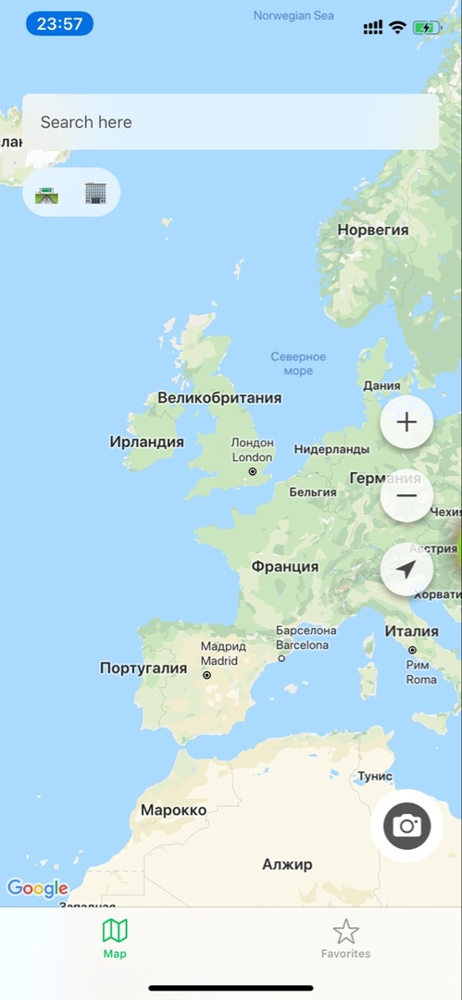 Norwegian Sea
23:57
Search here
Норвегия
Северное
море
Дания
Великобритания
Ирландия
Лондон
London
Нидерланды
Германия
Бельгия
Чехия
Австрия
Франция
Хорвати
Барселона
Barcelona
Италия
Мадрид
Madrid
Португалия
Рим
Roma
Тунис
Марокко
Алжир
Google
Западная
Map
Favorites